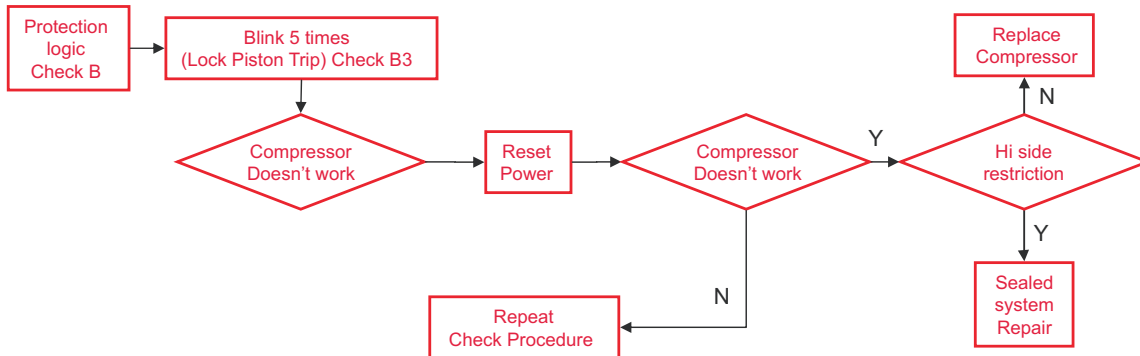 Protection
logic
Check B
Blink 5 times
(Lock Piston Trip) Check B3
Compressor
Doesn't work
Reset
Power
Compressor
Doesn't work
Y
Hi side
restriction
N
Replace
Compressor
Y
Sealed
system
Repair
N
Repeat
Check Procedure